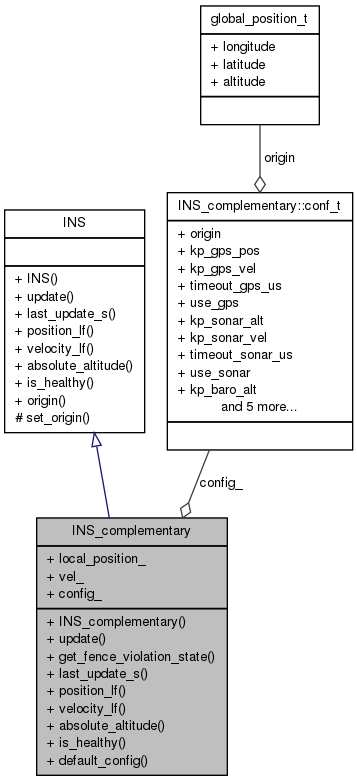 global_position_t
+ longitude
+ latitude
+ altitude
origin
INS_complementary::conf_t
+ origin
+ kp_gps_pos
+ kp_gps_vel
+ timeout_gps_us
+ use_gps
+ kp_sonar_alt
+ kp_sonar_vel
+ timeout_sonar_us
+ use_sonar
+ kp_baro_alt
and 5 more...
INS
+ INS()
+ update()
+ last_update_s()
+ position_lf()
+ velocity_lf()
+ absolute_altitude()
+ is_healthy()
+ origin()
# set_origin()
config_
INS_complementary
+ local_position_
+ vel_
+ config_
+ INS_complementary()
+ update()
+ get_fence_violation_state()
+ last_update_s()
+ position_lf()
+ velocity_lf()
+ absolute_altitude()
+ is_healthy()
+ default_config()